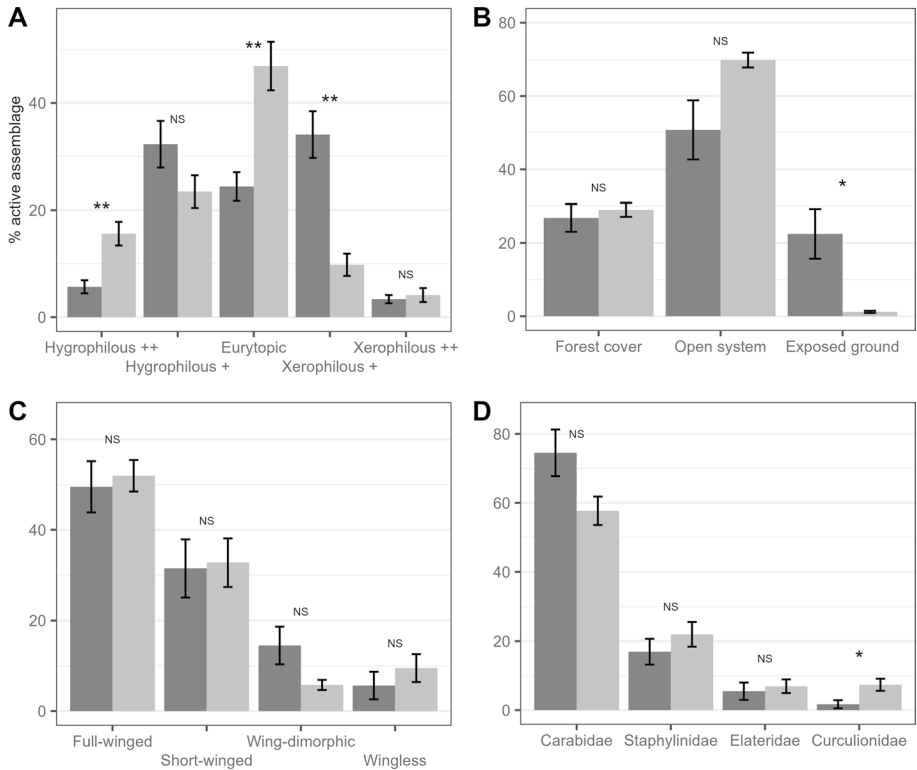 A
% active assemblage
40
20
0
**
NS
**
**
NS
Hygrophilous ++
Hygrophilous +
Eurytopic
Xerophilous +
Xerophilous ++
B
80
60
40
20
0
NS
NS
*
Forest cover
Open system
Exposed ground
C
60
40
20
0
NS
NS
NS
NS
Full-winged
Short-winged
Wing-dimorphic
Wingless
D
80
60
40
20
0
NS
NS
NS
*
Carabidae
Staphylinidae
Elateridae
Curculionidae